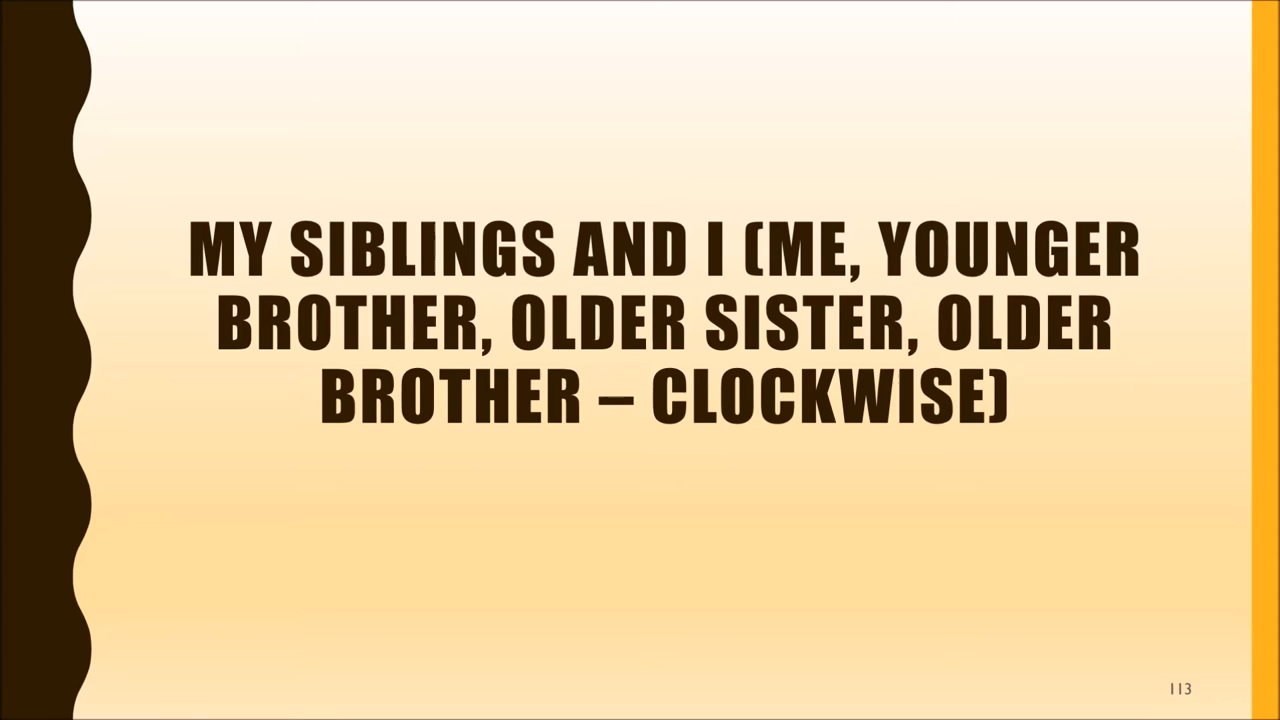 MY SIBLINGS AND I (ME, YOUNGER
BROTHER, OLDER SISTER, OLDER
BROTHER – CLOCKWISE)
113